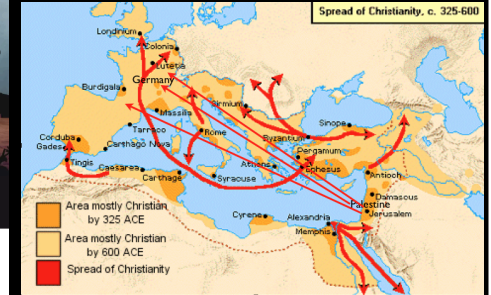 Spread of Christianity, c. 325-600
Londinium
Colonia
Lutetia
Germany
Burdigala
Massilia
Sirmium
Sinope
Corduba
Tarraco
Rome
Byzantium
Gades
Carthago Nova
Pergamum
Tingis
Caesarea
Syracuse
Athens
Ephesus
Antioch
Carthage
Damascus
Palestine
Cyrene
Alexandria
Jerusalem
Memphis
Area mostly Christian
by 325 ACE
Area mostly Christian
by 600 ACE
Spread of Christianity